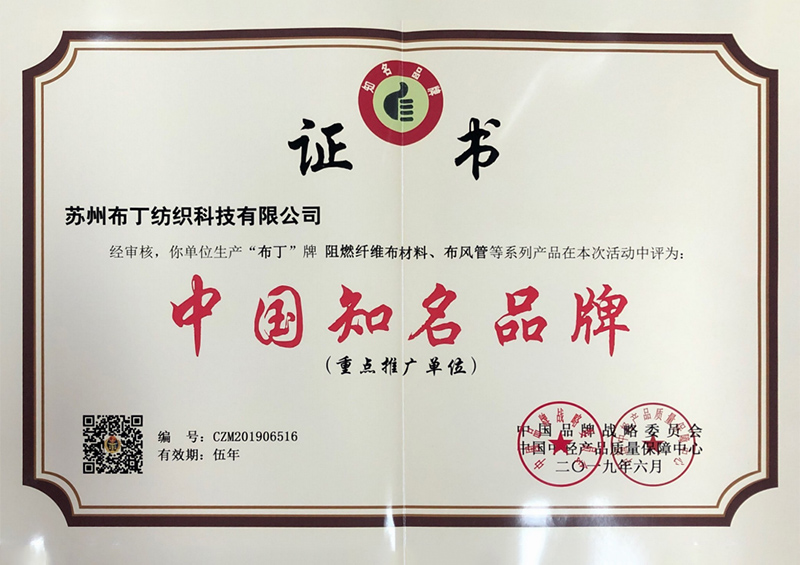 知名品牌
证书
苏州布丁纺织科技有限公司
经审核，你单位生产“布丁”牌 阻燃纤维布材料、布风管等系列产品在本次活动中评为：
中国知名品牌
（重点推广单位）
编 号：CZM201906516
有效期：伍年
中国品牌战略委员会
中国中轻产品质量保障中心
二〇一九年六月